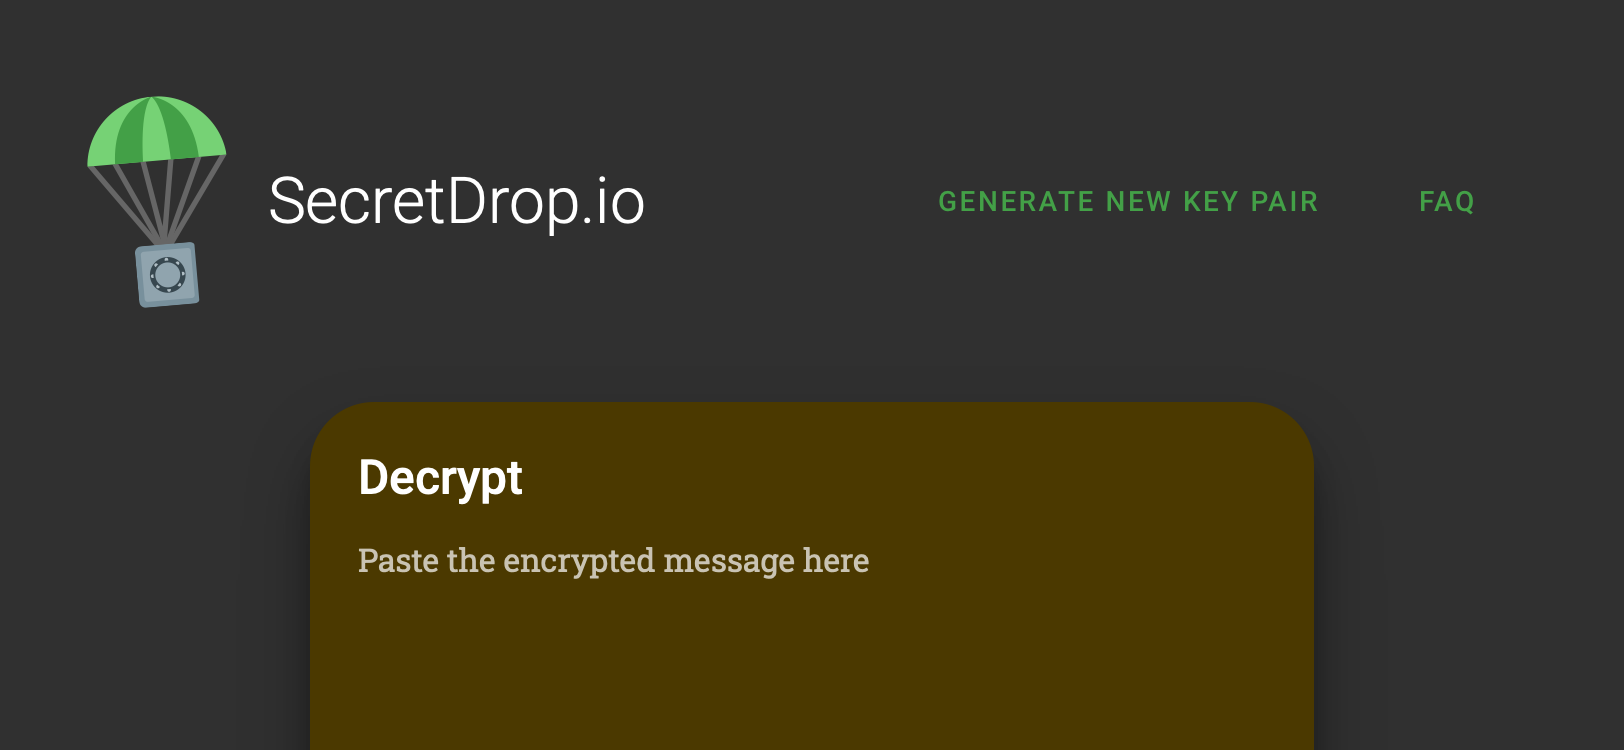 SecretDrop.io
GENERATE NEW KEY PAIR
FAQ
Decrypt
Paste the encrypted message here